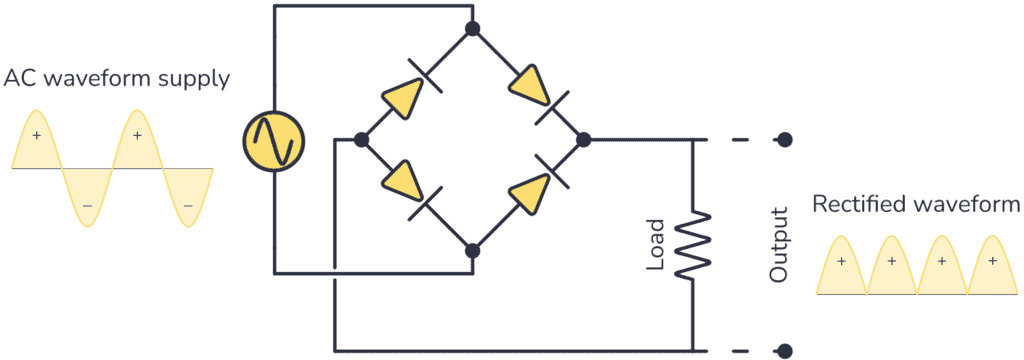 AC waveform supply
+
+
−
−
Load
Output
Rectified waveform
+
+
+
+